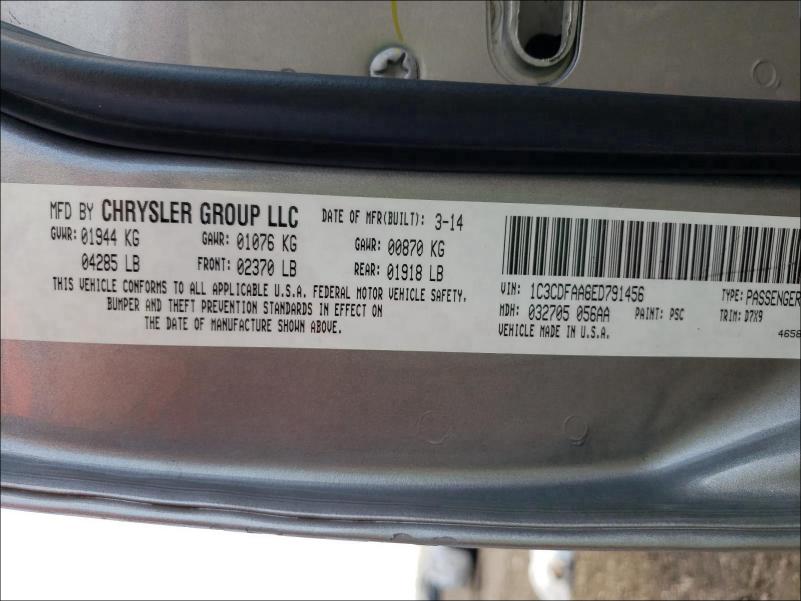 MFD BY CHRYSLER GROUP LLC DATE OF MFR(BUILT): 3-14
GVWR: 01944 KG GAWR: 01076 KG GAWR: 00870 KG
04285 LB FRONT: 02370 LB REAR: 01918 LB
THIS VEHICLE CONFORMS TO ALL APPLICABLE U.S.A. FEDERAL MOTOR VEHICLE SAFETY,
BUMPER AND THEFT PREVENTION STANDARDS IN EFFECT ON
THE DATE OF MANUFACTURE SHOWN ABOVE.
VIN: 1C3CDFAA8ED791456 TYPE: PASSENGER
MDH: 032705 056AA PAINT: PSC TRIM: D7X9
VEHICLE MADE IN U.S.A. 4658